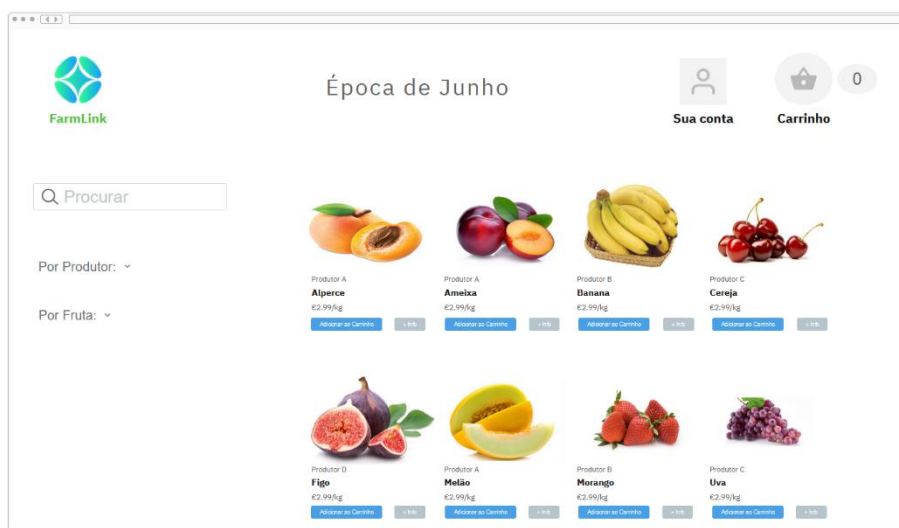 Época de Junho
0
FarmLink
Sua conta
Carrinho
Procurar
Por Produtor:
Por Fruta:
Produtor A
Alperce
€2.99/kg
Adicionar ao Carrinho
+ Info
Produtor A
Ameixa
€2.99/kg
Adicionar ao Carrinho
+ Info
Produtor B
Banana
€2.99/kg
Adicionar ao Carrinho
+ Info
Produtor C
Cereja
€2.99/kg
Adicionar ao Carrinho
+ Info
Produtor D
Figo
€2.99/kg
Adicionar ao Carrinho
+ Info
Produtor A
Melão
€2.99/kg
Adicionar ao Carrinho
+ Info
Produtor B
Morango
€2.99/kg
Adicionar ao Carrinho
+ Info
Produtor C
Uva
€2.99/kg
Adicionar ao Carrinho
+ Info